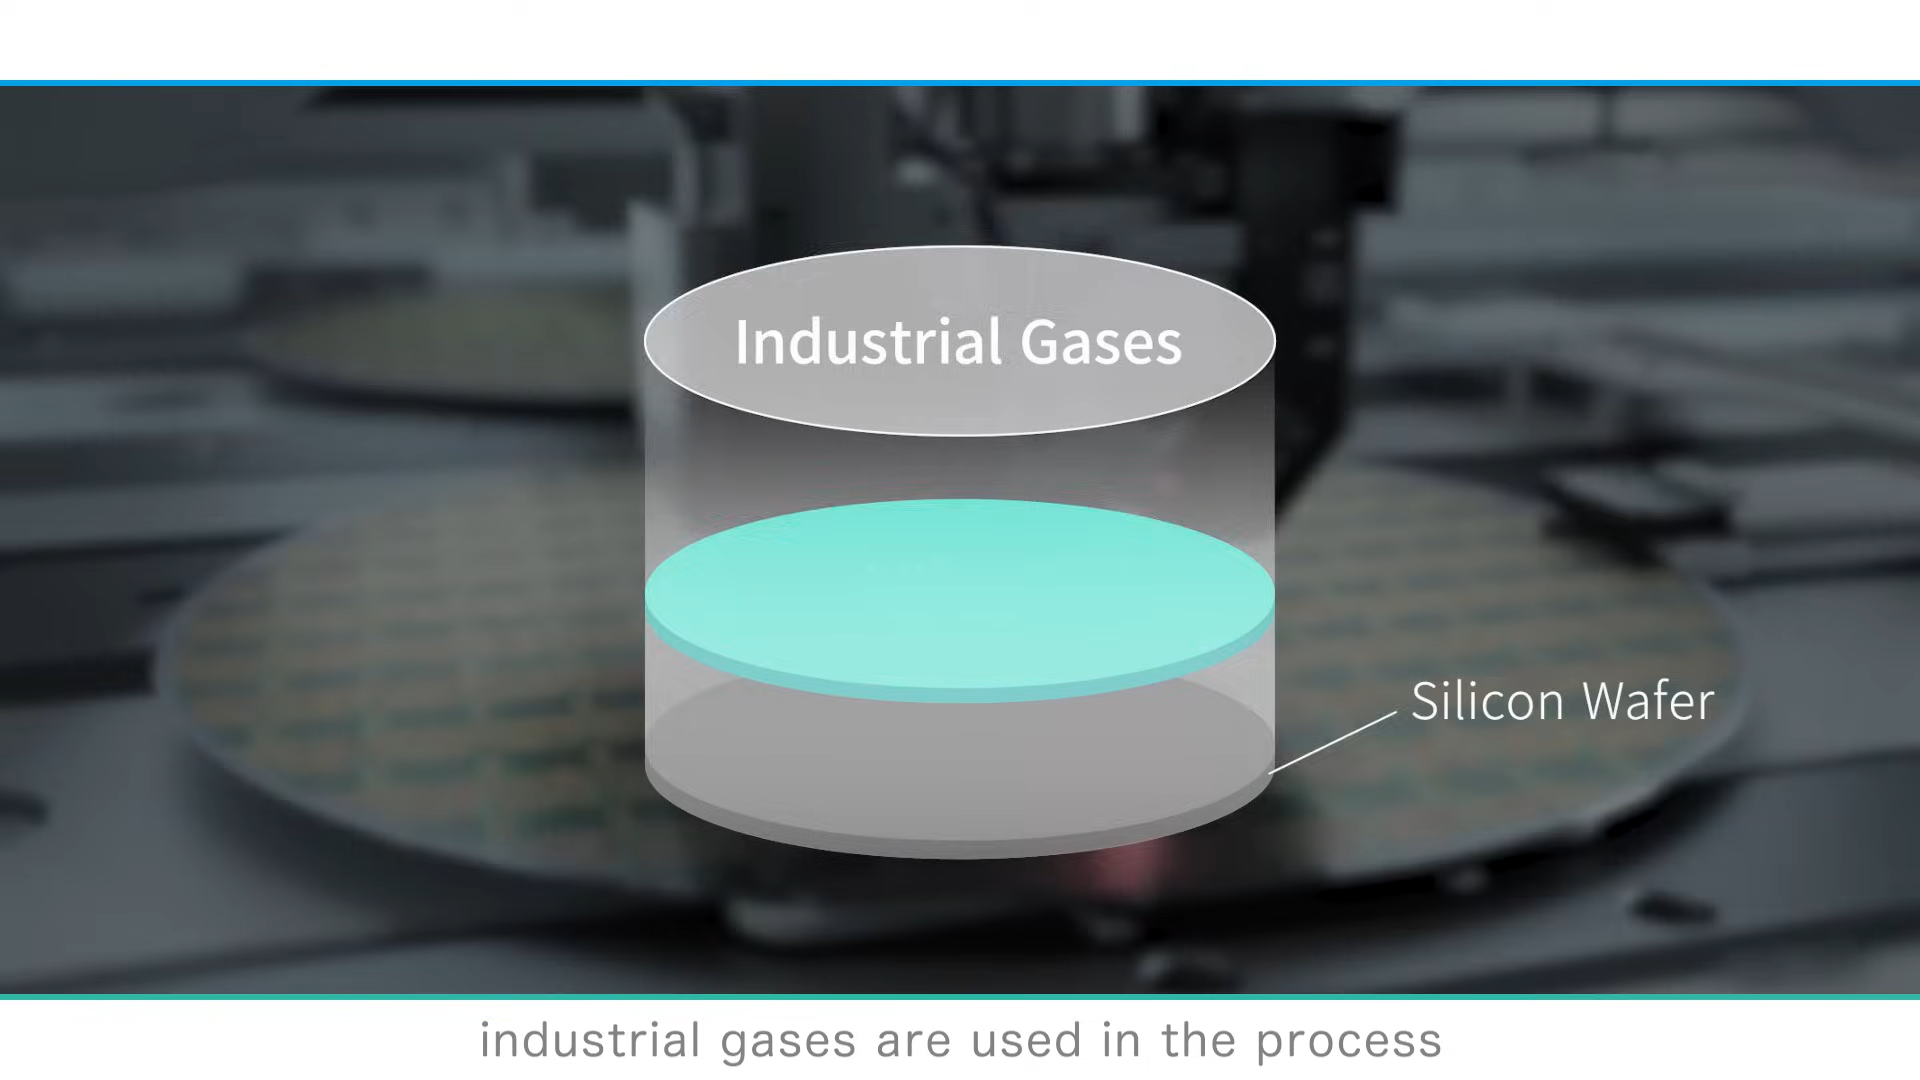 Industrial Gases
Silicon Wafer
industrial gases are used in the process